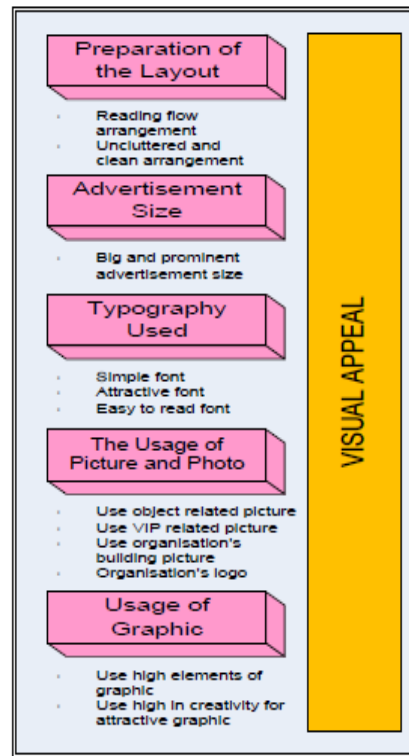 Preparation of
the Layout
· Reading flow
arrangement
· Uncluttered and
clean arrangement
Advertisement
Size
· Big and prominent
advertisement size
Typography
Used
· Simple font
· Attractive font
· Easy to read font
The Usage of
Picture and Photo
· Use object related picture
· Use VIP related picture
· Use organisation's
building picture
· Organisation's logo
Usage of
Graphic
· Use high elements of
graphic
· Use high in creativity for
attractive graphic
VISUAL APPEAL